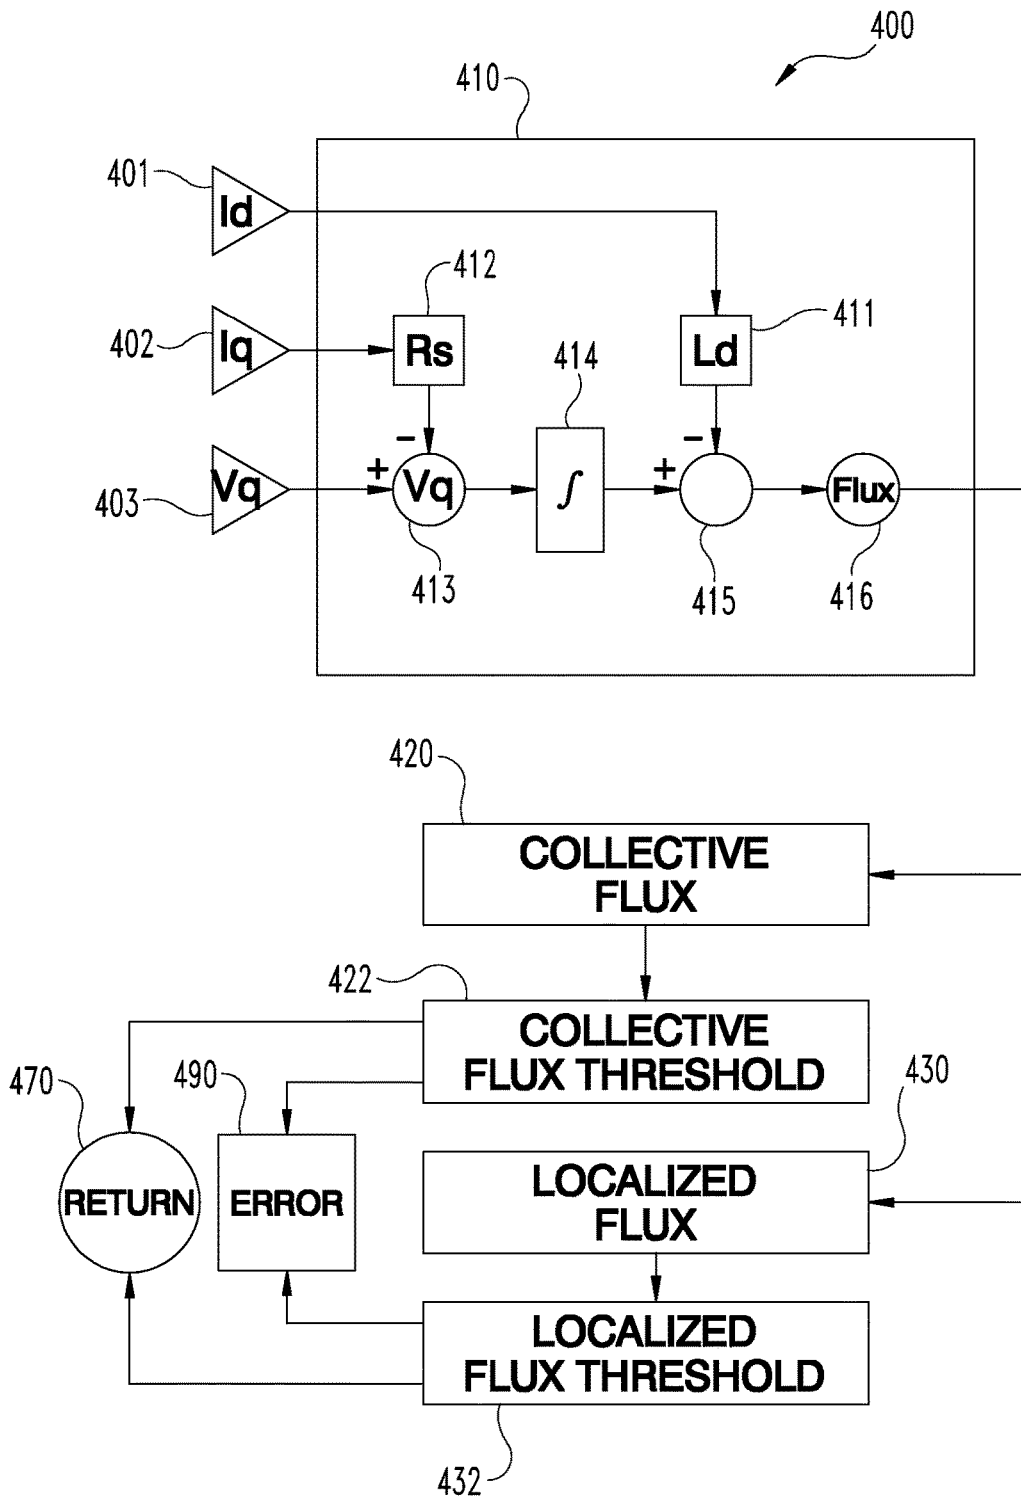 400
410
401
Id
412
411
402
Iq
Rs
414
Ld
−
−
403
Vq
+
Vq
∫
+
Flux
413
415
416
420
COLLECTIVE
FLUX
422
COLLECTIVE
FLUX THRESHOLD
470
490
430
RETURN
ERROR
LOCALIZED
FLUX
LOCALIZED
FLUX THRESHOLD
432